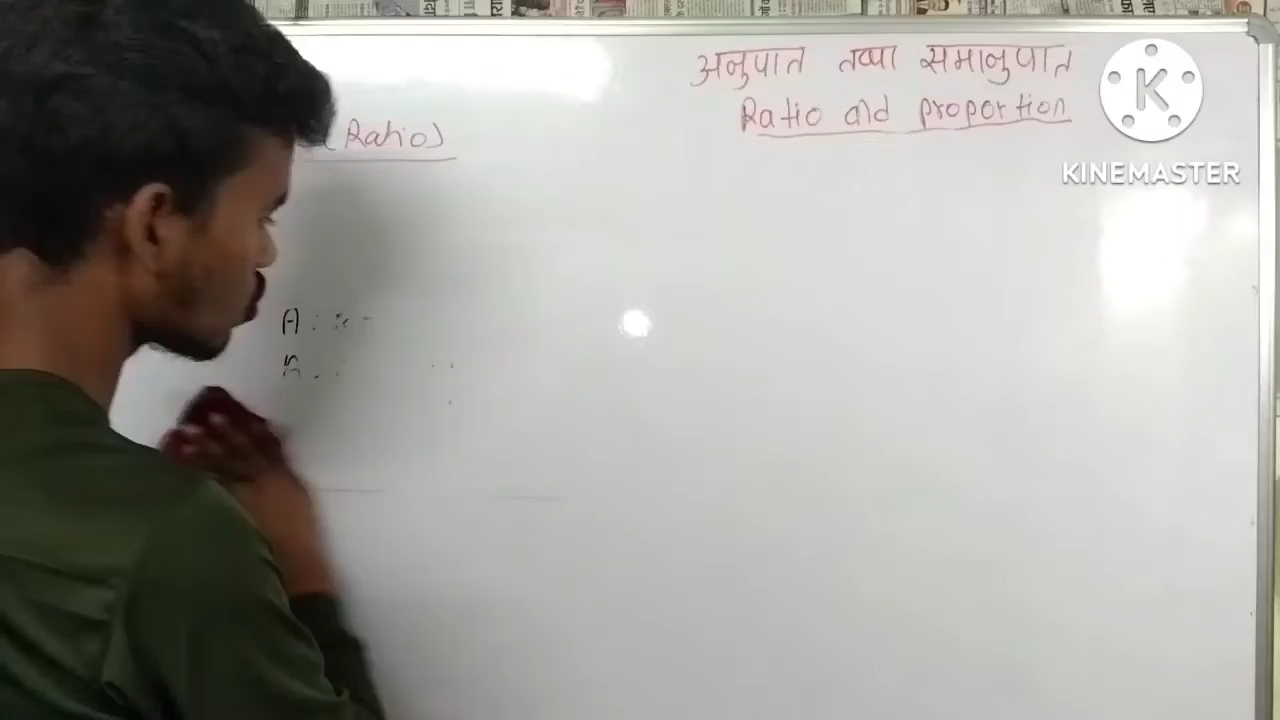 अनुपात तथा समानुपात
Ratio and proportion
K
KINEMASTER
(Ratio)
A :